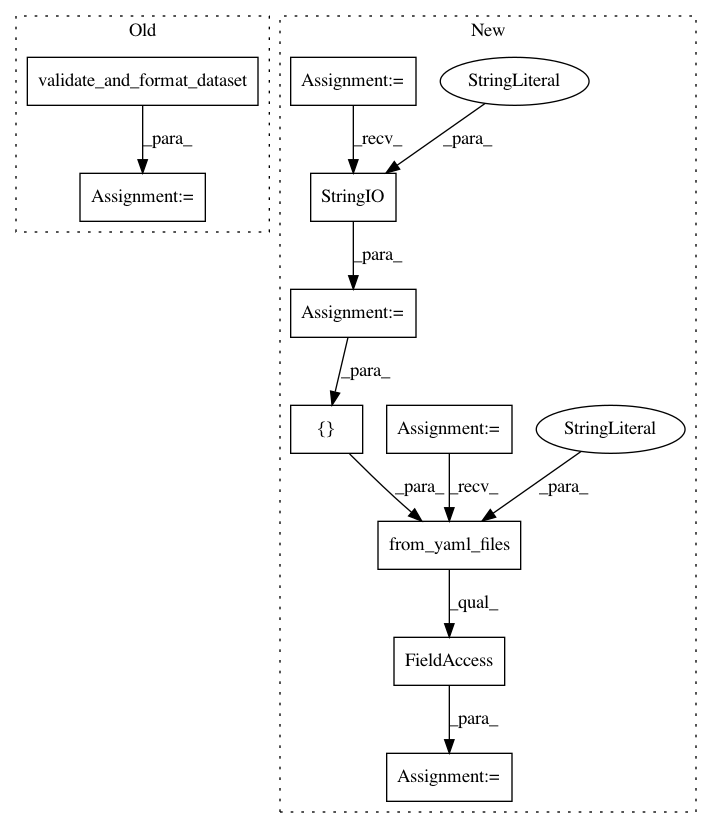 Old
New
validate_and_format_dataset
Assignment:=
StringLiteral
_para_
_recv_
_para_
Assignment:=
StringIO
_para_
Assignment:=
_para_
{}
Assignment:=
StringLiteral
_para_
_recv_
_para_
from_yaml_files
_qual_
FieldAccess
_para_
Assignment:=